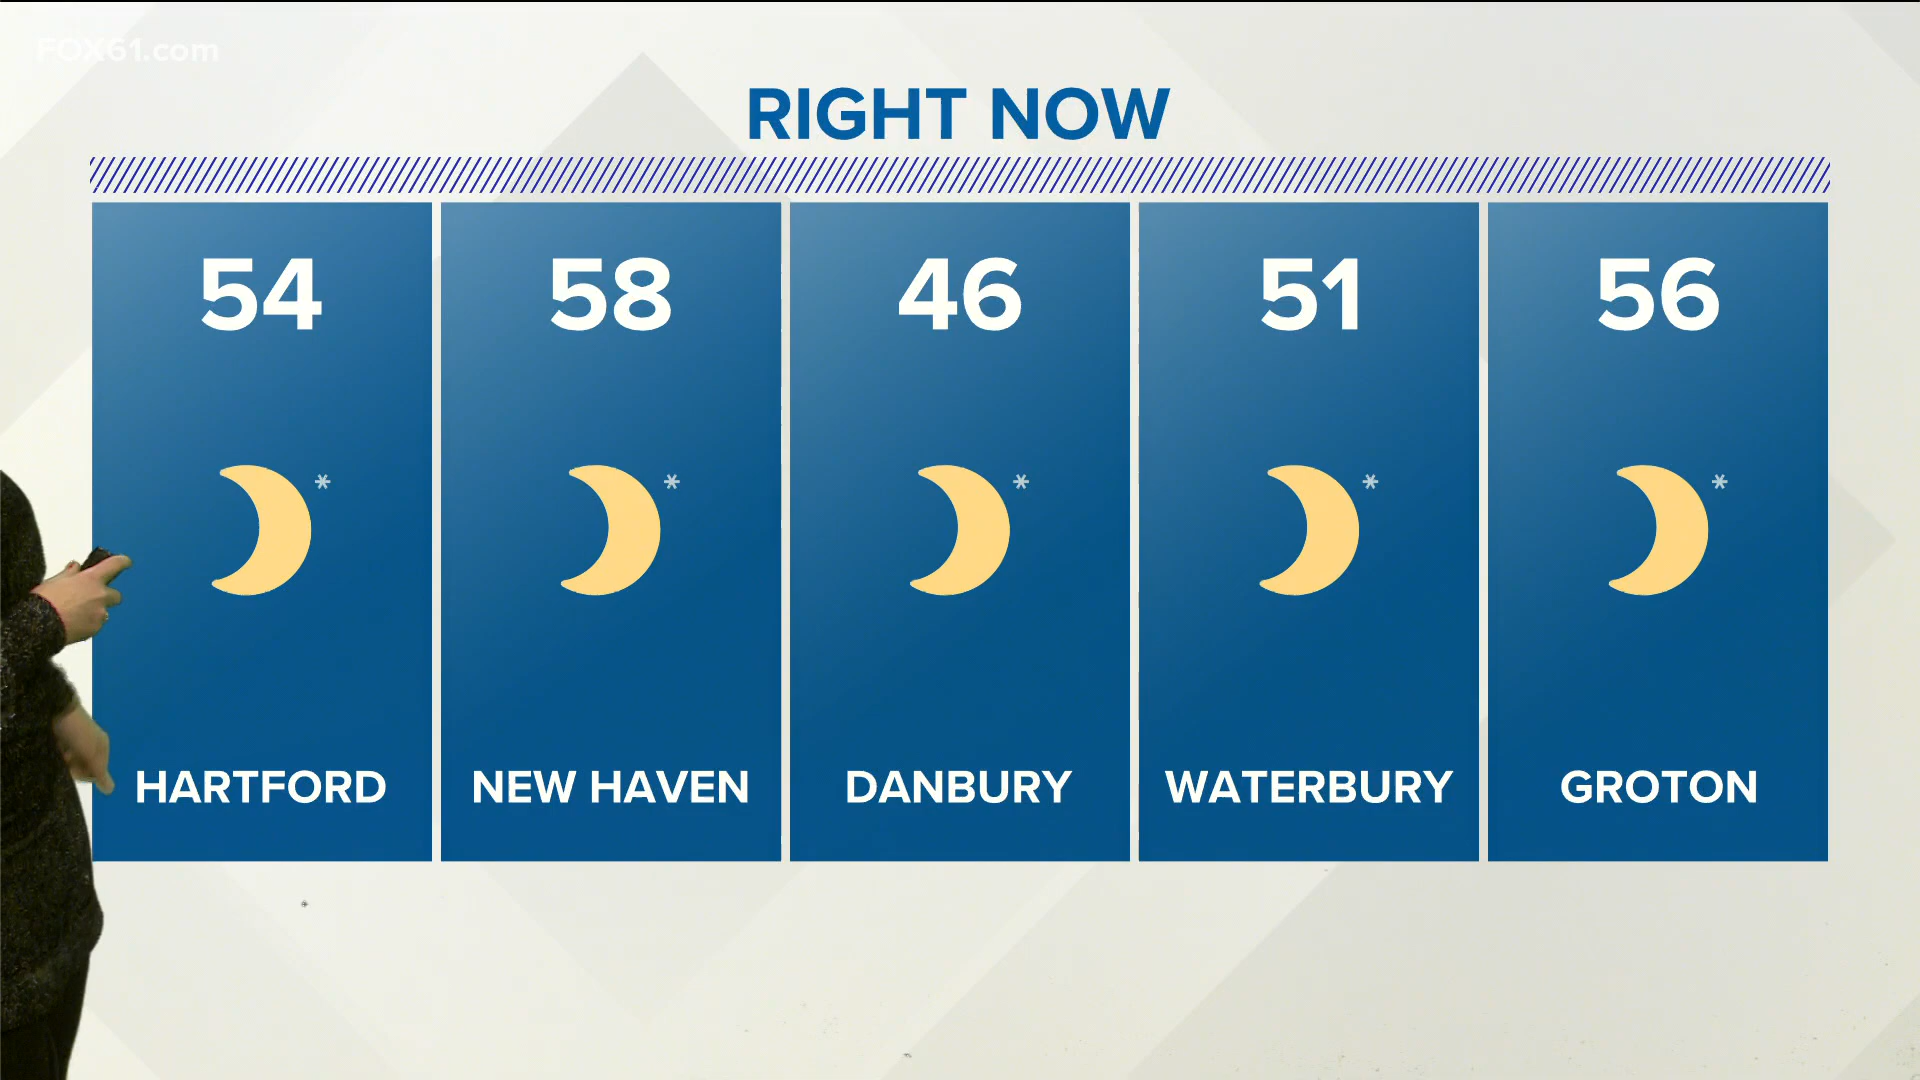 FOX61.com
RIGHT NOW
54
58
46
51
56
HARTFORD
NEW HAVEN
DANBURY
WATERBURY
GROTON